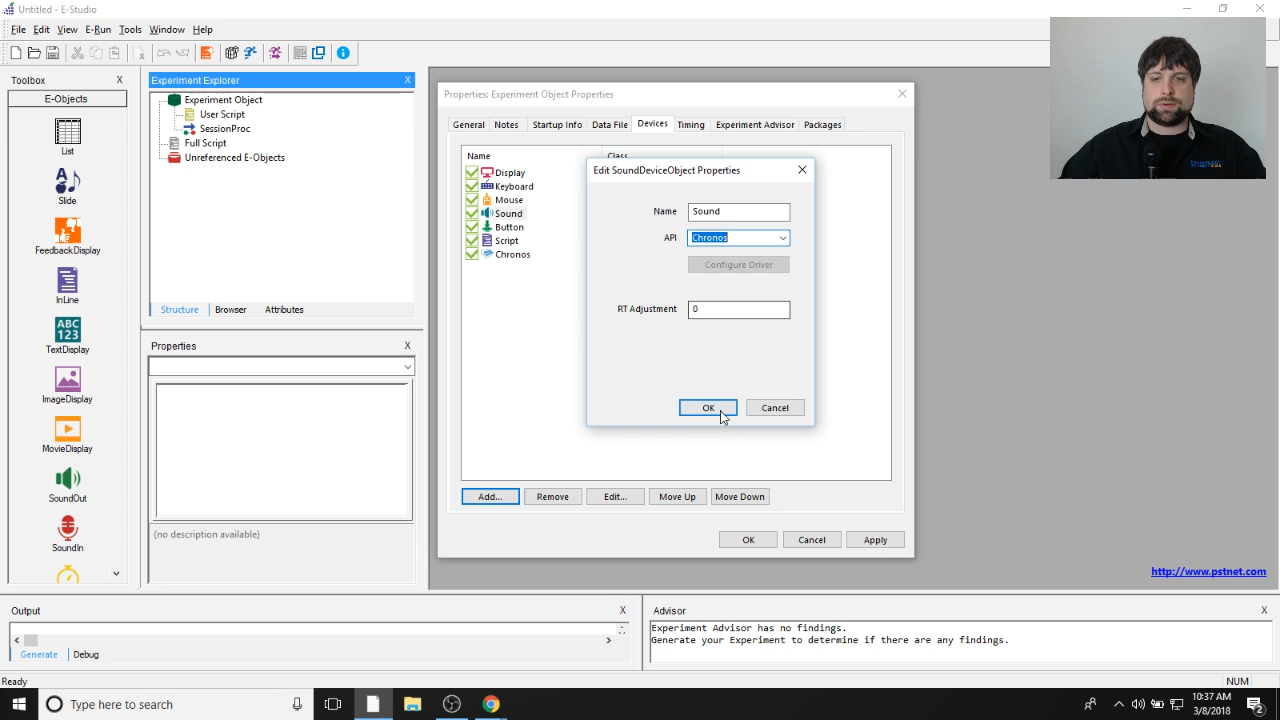 Untitled - E-Studio
File Edit View E-Run Tools Window Help
Toolbox X
E-Objects
List
Slide
FeedbackDisplay
InLine
TextDisplay
ImageDisplay
MovieDisplay
SoundOut
SoundIn
Experiment Explorer X
Experiment Object
User Script
SessionProc
Full Script
Unreferenced E-Objects
Structure Browser Attributes
Properties X
(no description available)
Properties: Experiment Object Properties
General Notes Startup Info Data File Devices Timing Experiment Advisor Packages
Name Class
Display
Keyboard
Mouse
Sound
Button
Script
Chronos
Edit SoundDeviceObject Properties
Name Sound
API Chronos
Configure Driver
RT Adjustment 0
OK Cancel
Add... Remove Edit... Move Up Move Down
OK Cancel Apply
http://www.pstnet.com
Output X
Generate Debug
Advisor X
Experiment Advisor has no findings.
Generate your Experiment to determine if there are any findings.
Ready NUM
Type here to search
10:37 AM
3/8/2018
2